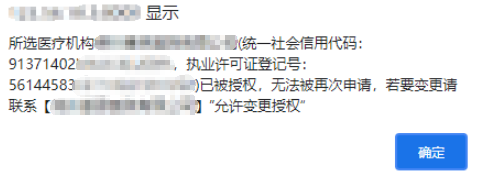 显示
所选医疗机构(统一社会信用代码：
91371402，执业许可证登记号：
56144583)已被授权，无法被再次申请，若要变更请
联系【】"允许变更授权"
确定